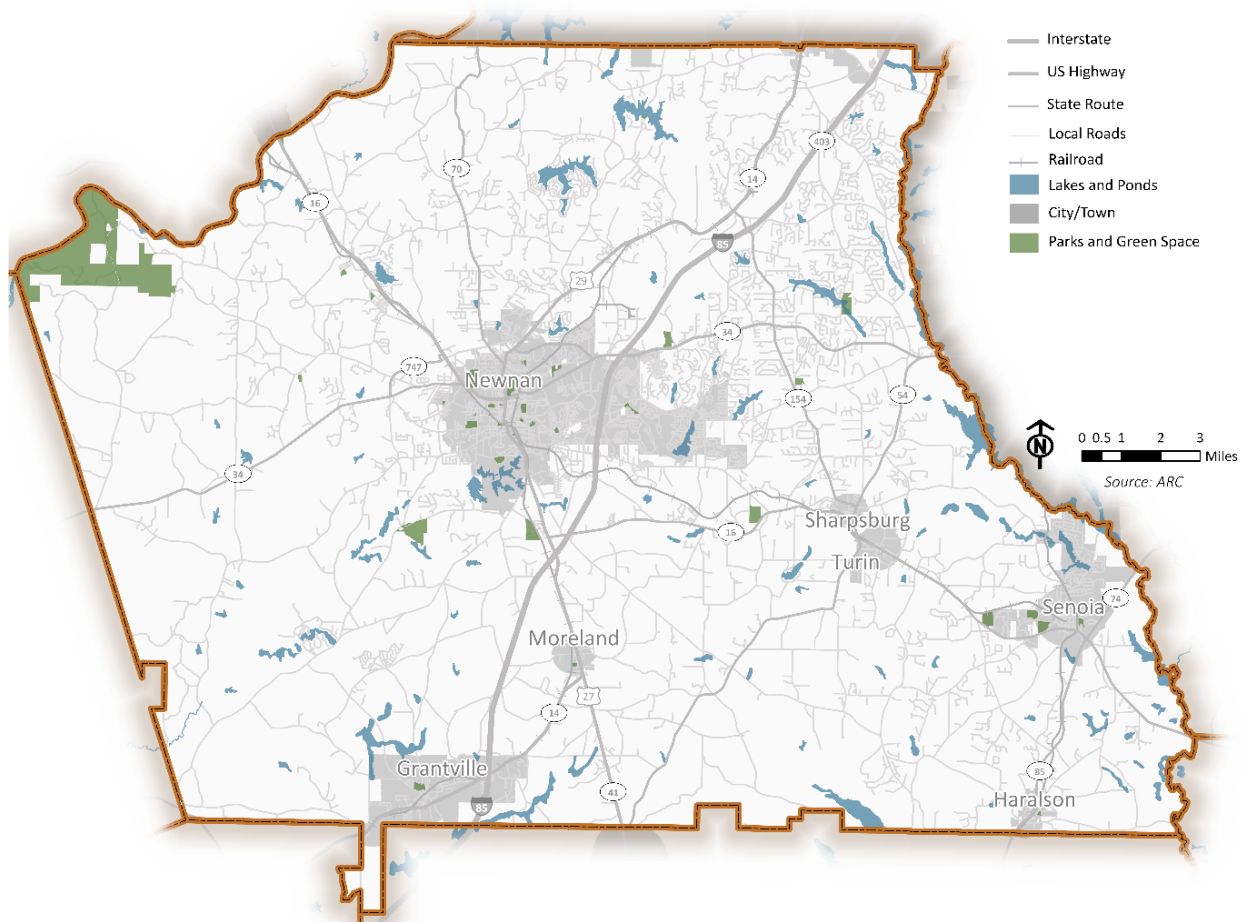 Interstate
US Highway
State Route
Local Roads
Railroad
Lakes and Ponds
City/Town
Parks and Green Space
403
70
14
16
85
29
34
747
Newnan
154
54
N
0 0.5 1 2 3
Miles
Source: ARC
34
Sharpsburg
16
Turin
74
Senoia
Moreland
27
14
Grantville
85
41
85
Haralson